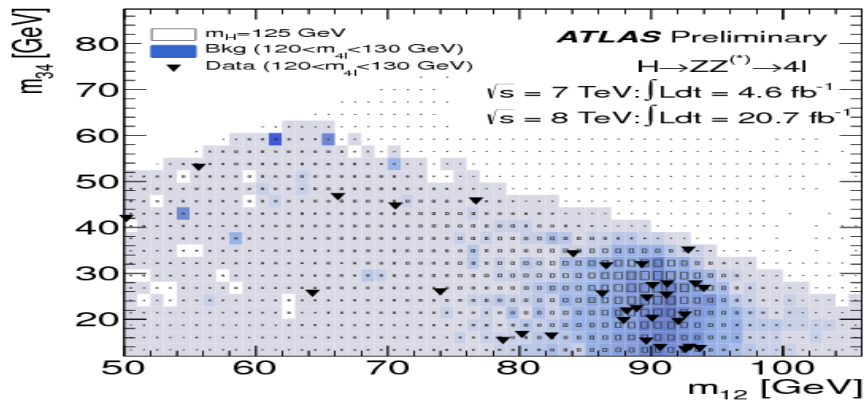 m₃₄ [GeV]
80
70
60
50
40
30
20
m_H=125 GeV
Bkg (120<m₄l<130 GeV)
Data (120<m₄l<130 GeV)
ATLAS Preliminary
H→ZZ⁽*⁾→4l
√s = 7 TeV:∫Ldt = 4.6 fb⁻¹
√s = 8 TeV:∫Ldt = 20.7 fb⁻¹
50 60 70 80 90 100
m₁₂ [GeV]